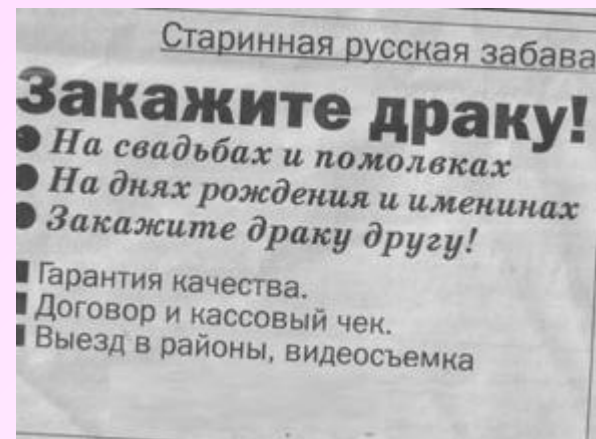 Старинная русская забава
Закажите драку!
● На свадьбах и помолвках
● На днях рождения и именинах
● Закажите драку другу!
■ Гарантия качества.
■ Договор и кассовый чек.
■ Выезд в районы, видеосъемка